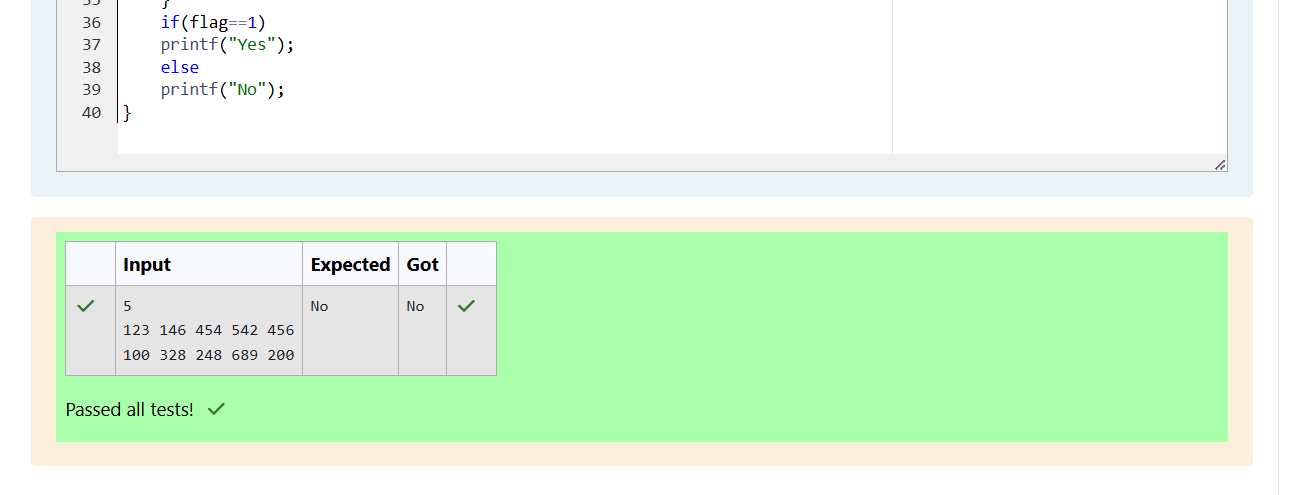 35 }
36 if(flag==1)
37 printf("Yes");
38 else
39 printf("No");
40 }
Input Expected Got
5 No No
123 146 454 542 456
100 328 248 689 200
Passed all tests!